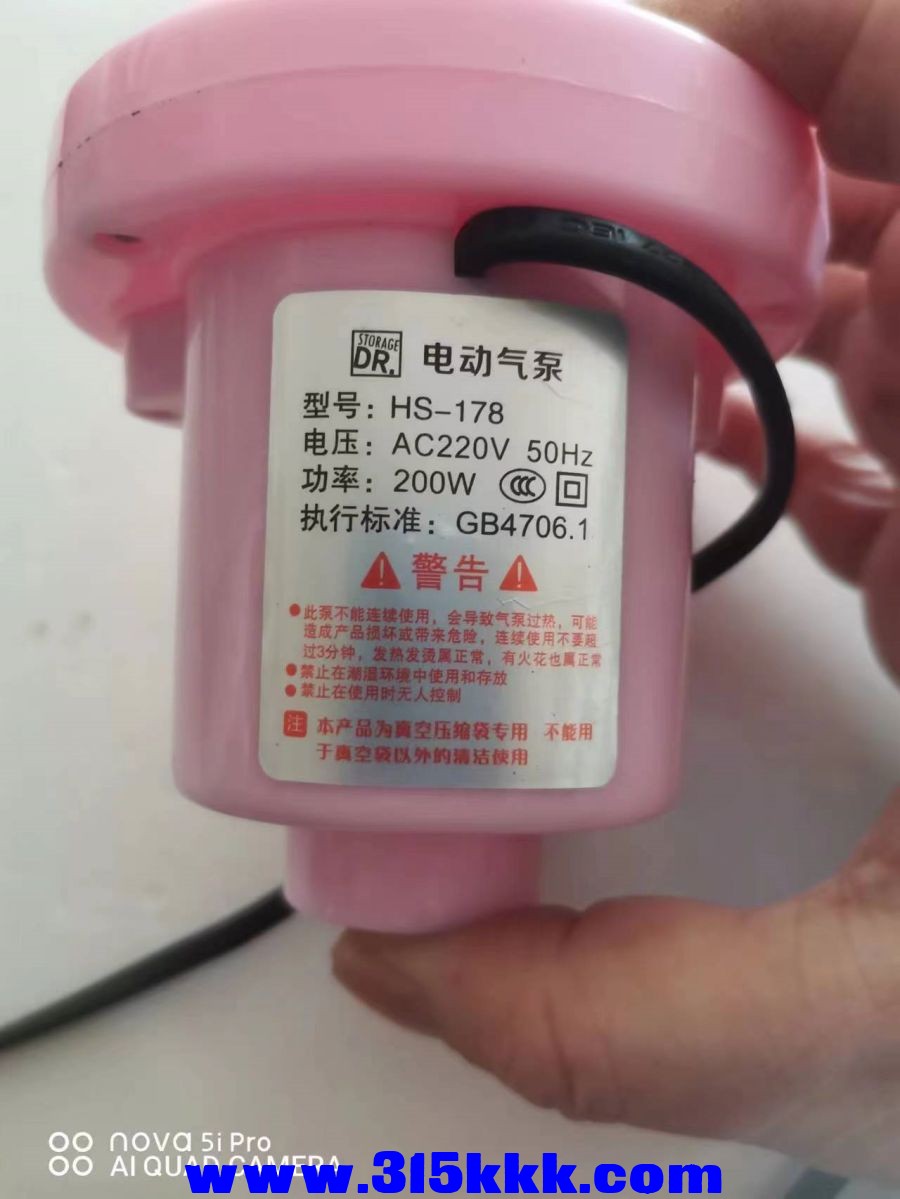 STORAGE
DR.
电动气泵
型号：HS-178
电压：AC220V 50Hz
功率：200W CCC
执行标准：GB4706.1
警告
●此泵不能连续使用，会导致气泵过热，可能
造成产品损坏或带来危险，连续使用不要超
过3分钟，发热发烫属正常，有火花也属正常
●禁止在潮湿环境中使用和存放
●禁止在使用时无人控制
注 本产品为真空压缩袋专用 不能用
于真空袋以外的清洁使用
nova 5i Pro
AI QUAD CAMERA
www.315kkk.com